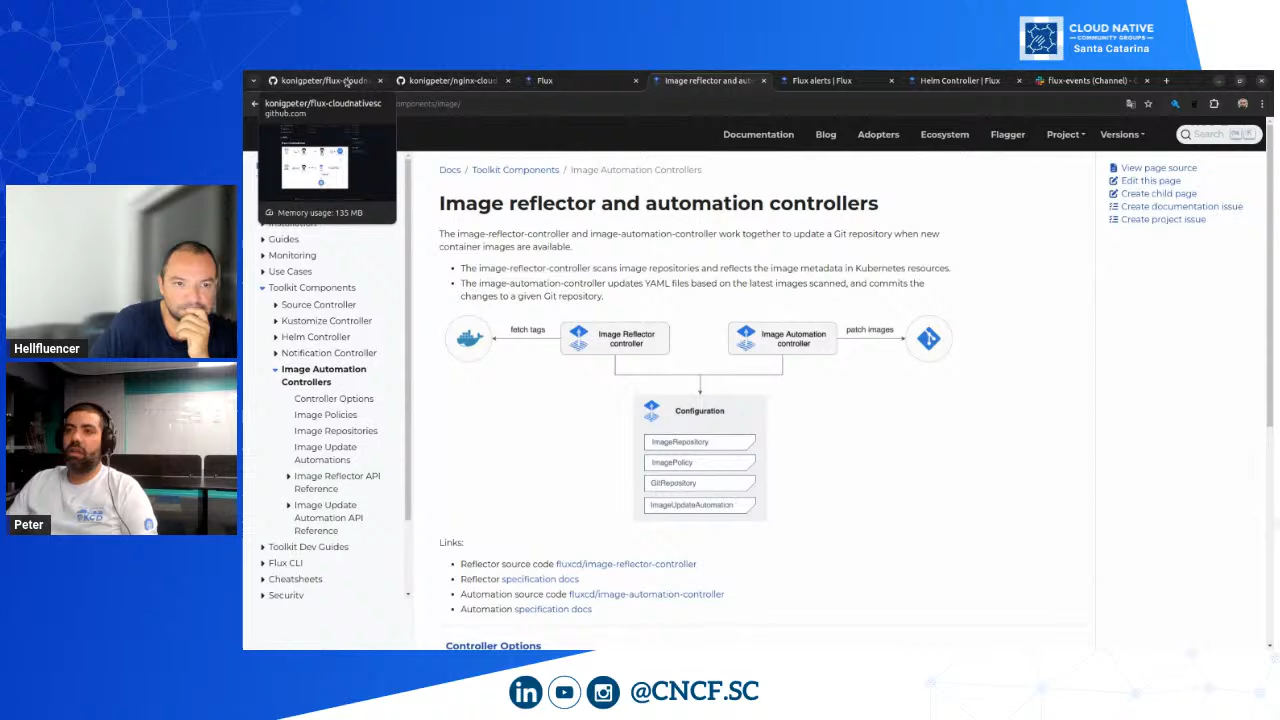 CLOUD NATIVE
COMMUNITY GROUPS
Santa Catarina
konigpeter/flux-cloudn
konigpeter/nginx-cloud
Flux
Image reflector and aut
Flux alerts | Flux
Helm Controller | Flux
flux-events (Channel) - C
konigpeter/flux-cloudnativesc
github.com
Memory usage: 135 MB
omponents/image/
Documentation
Blog
Adopters
Ecosystem
Flagger
Project
Versions
Search
Guides
Monitoring
Use Cases
Toolkit Components
Source Controller
Kustomize Controller
Helm Controller
Notification Controller
Image Automation
Controllers
Controller Options
Image Policies
Image Repositories
Image Update
Automations
Image Reflector API
Reference
Image Update
Automation API
Reference
Toolkit Dev Guides
Flux CLI
Cheatsheets
Security
Docs / Toolkit Components / Image Automation Controllers
Image reflector and automation controllers
The image-reflector-controller and image-automation-controller work together to update a Git repository when new
container images are available.
• The image-reflector-controller scans image repositories and reflects the image metadata in Kubernetes resources.
• The image-automation-controller updates YAML files based on the latest images scanned, and commits the
changes to a given Git repository.
fetch tags
Image Reflector
controller
Image Automation
controller
patch images
Configuration
ImageRepository
ImagePolicy
GitRepository
ImageUpdateAutomation
Links:
• Reflector source code fluxcd/image-reflector-controller
• Reflector specification docs
• Automation source code fluxcd/image-automation-controller
• Automation specification docs
Controller Options
View page source
Edit this page
Create child page
Create documentation issue
Create project issue
Hellfluencer
KCD
Peter
@CNCF.SC